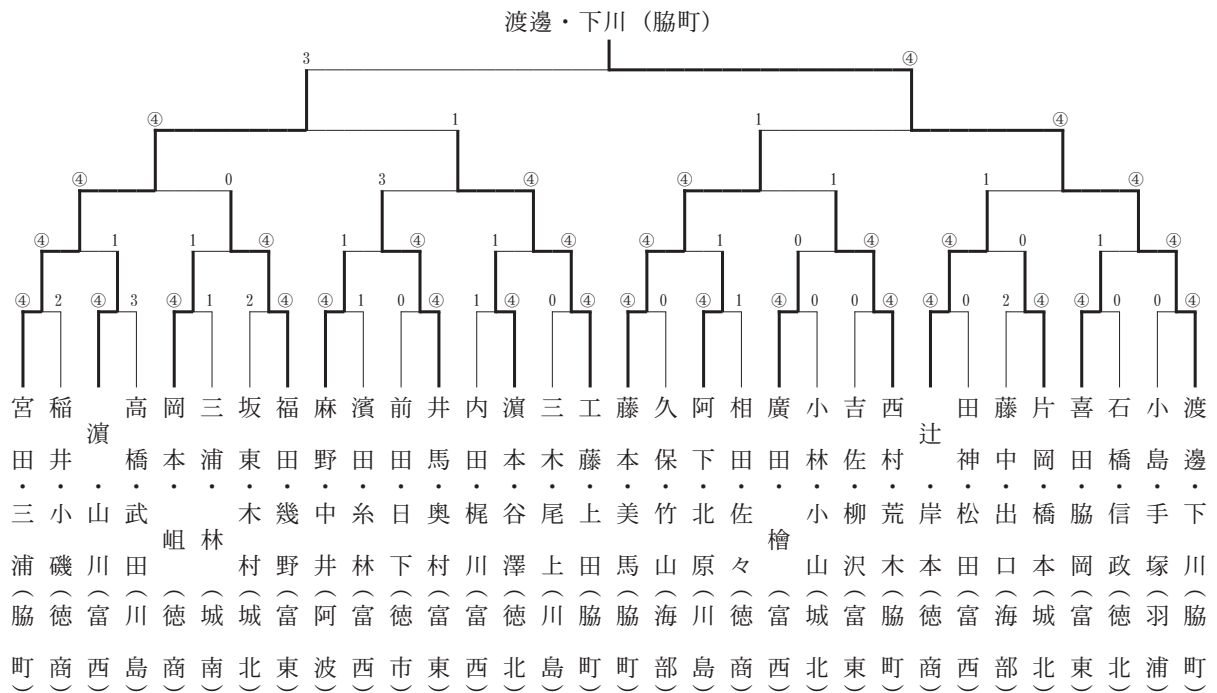 渡邊・下川（脇町）
3 ④
④ 1 1 ④
④ 0 3 ④ ④ 1 1 ④
④ 1 1 ④ 1 ④ 1 ④ ④ 1 0 ④ ④ 0 1 ④
④ 2 ④ 3 ④ 1 2 ④ ④ 1 0 ④ 1 ④ 0 ④ ④ 0 ④ 1 ④ 0 0 ④ ④ 0 2 ④ ④ 0 0 ④
宮田・三浦（脇町）
稲井・小磯（徳商）
濵・山川（富西）
高橋・武田（川島）
岡本・岨（徳商）
三浦・林（城南）
坂東・木村（城北）
福田・幾野（富東）
麻野・中井（阿波）
濱田・糸林（富西）
前田・日下（徳市）
井馬・奥村（富東）
内田・梶川（富西）
濵本・谷澤（徳北）
三木・尾上（川島）
工藤・上田（脇町）
藤本・美馬（脇町）
久保・竹山（海部）
阿下・北原（川島）
相田・佐々（徳商）
廣田・檜（富西）
小林・小山（城北）
吉佐・柳沢（富東）
西村・荒木（脇町）
辻・岸本（徳商）
田神・松田（富西）
藤中・出口（海部）
片岡・橋本（城北）
喜田・脇岡（富東）
石橋・信政（徳北）
小島・手塚（羽浦）
渡邊・下川（脇町）